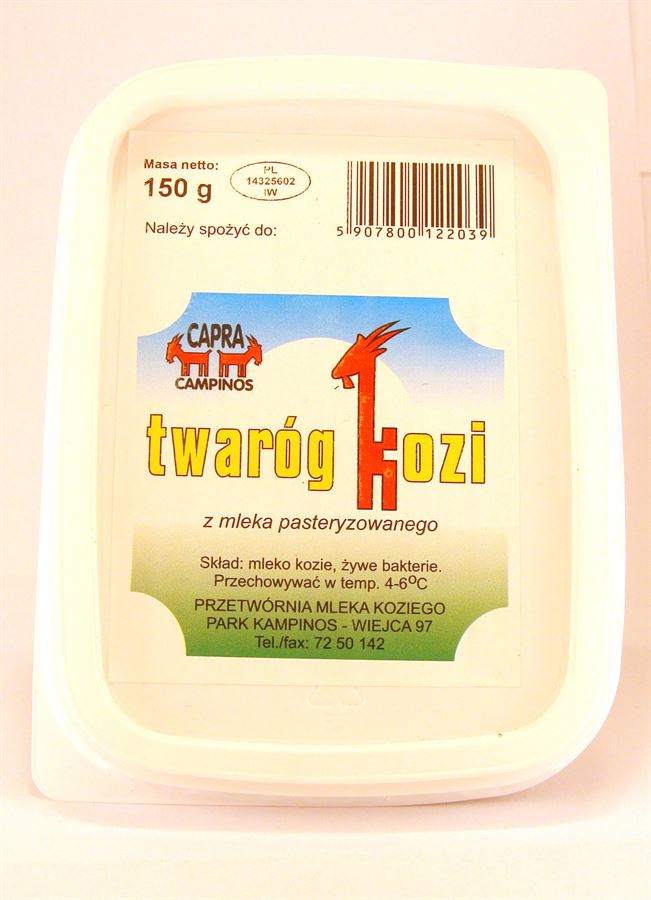 Masa netto:
150 g
PL
14325602
IW
Należy spożyć do:
5 907800 122039
CAPRA
CAMPINOS
twaróg kozi
z mleka pasteryzowanego
Skład: mleko kozie, żywe bakterie.
Przechowywać w temp. 4-6°C
PRZETWÓRNIA MLEKA KOZIEGO
PARK KAMPINOS - WIEJCA 97
Tel./fax: 72 50 142